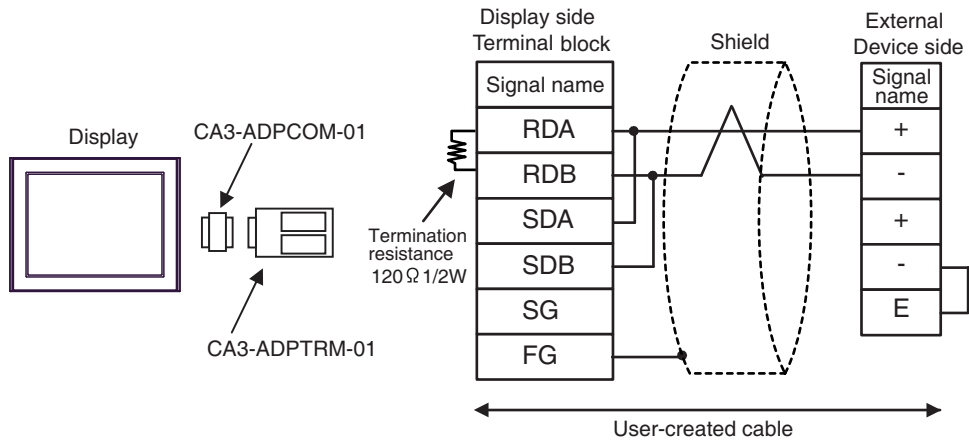 Display
CA3-ADPCOM-01
CA3-ADPTRM-01
Termination
resistance
120Ω1/2W
Display side
Terminal block
Signal name
RDA
RDB
SDA
SDB
SG
FG
Shield
External
Device side
Signal
name
+
-
+
-
E
User-created cable